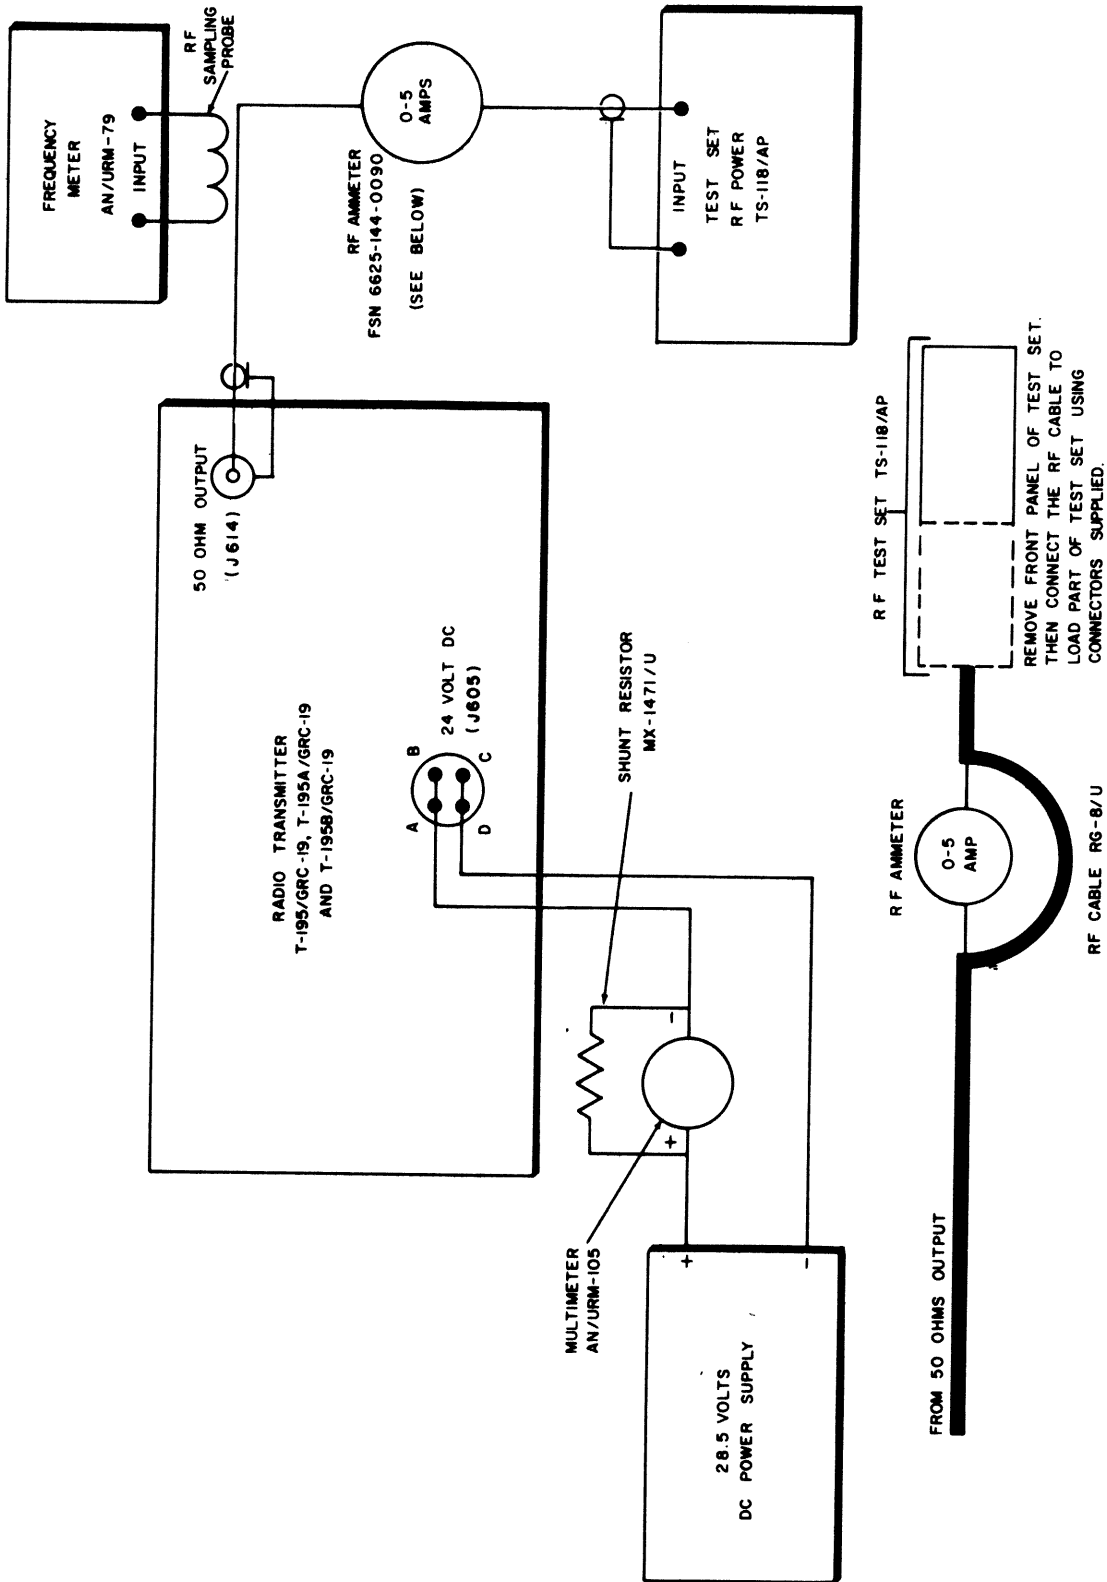 FREQUENCY
METER
AN/URM-79
INPUT
RF
SAMPLING
PROBE
0-5
AMPS
RF AMMETER
FSN 6625-144-0090
(SEE BELOW)
INPUT
TEST SET
RF POWER
TS-118/AP
50 OHM OUTPUT
(J614)
RADIO TRANSMITTER
T-195/GRC-19, T-195A/GRC-19
AND T-195B/GRC-19
A
B
D
C
24 VOLT DC
(J605)
SHUNT RESISTOR
MX-1471/U
+
-
MULTIMETER
AN/URM-105
+
-
28.5 VOLTS
DC POWER SUPPLY
RF TEST SET TS-118/AP
RF AMMETER
0-5
AMP
FROM 50 OHMS OUTPUT
RF CABLE RG-8/U
REMOVE FRONT PANEL OF TEST SET.
THEN CONNECT THE RF CABLE TO
LOAD PART OF TEST SET USING
CONNECTORS SUPPLIED.